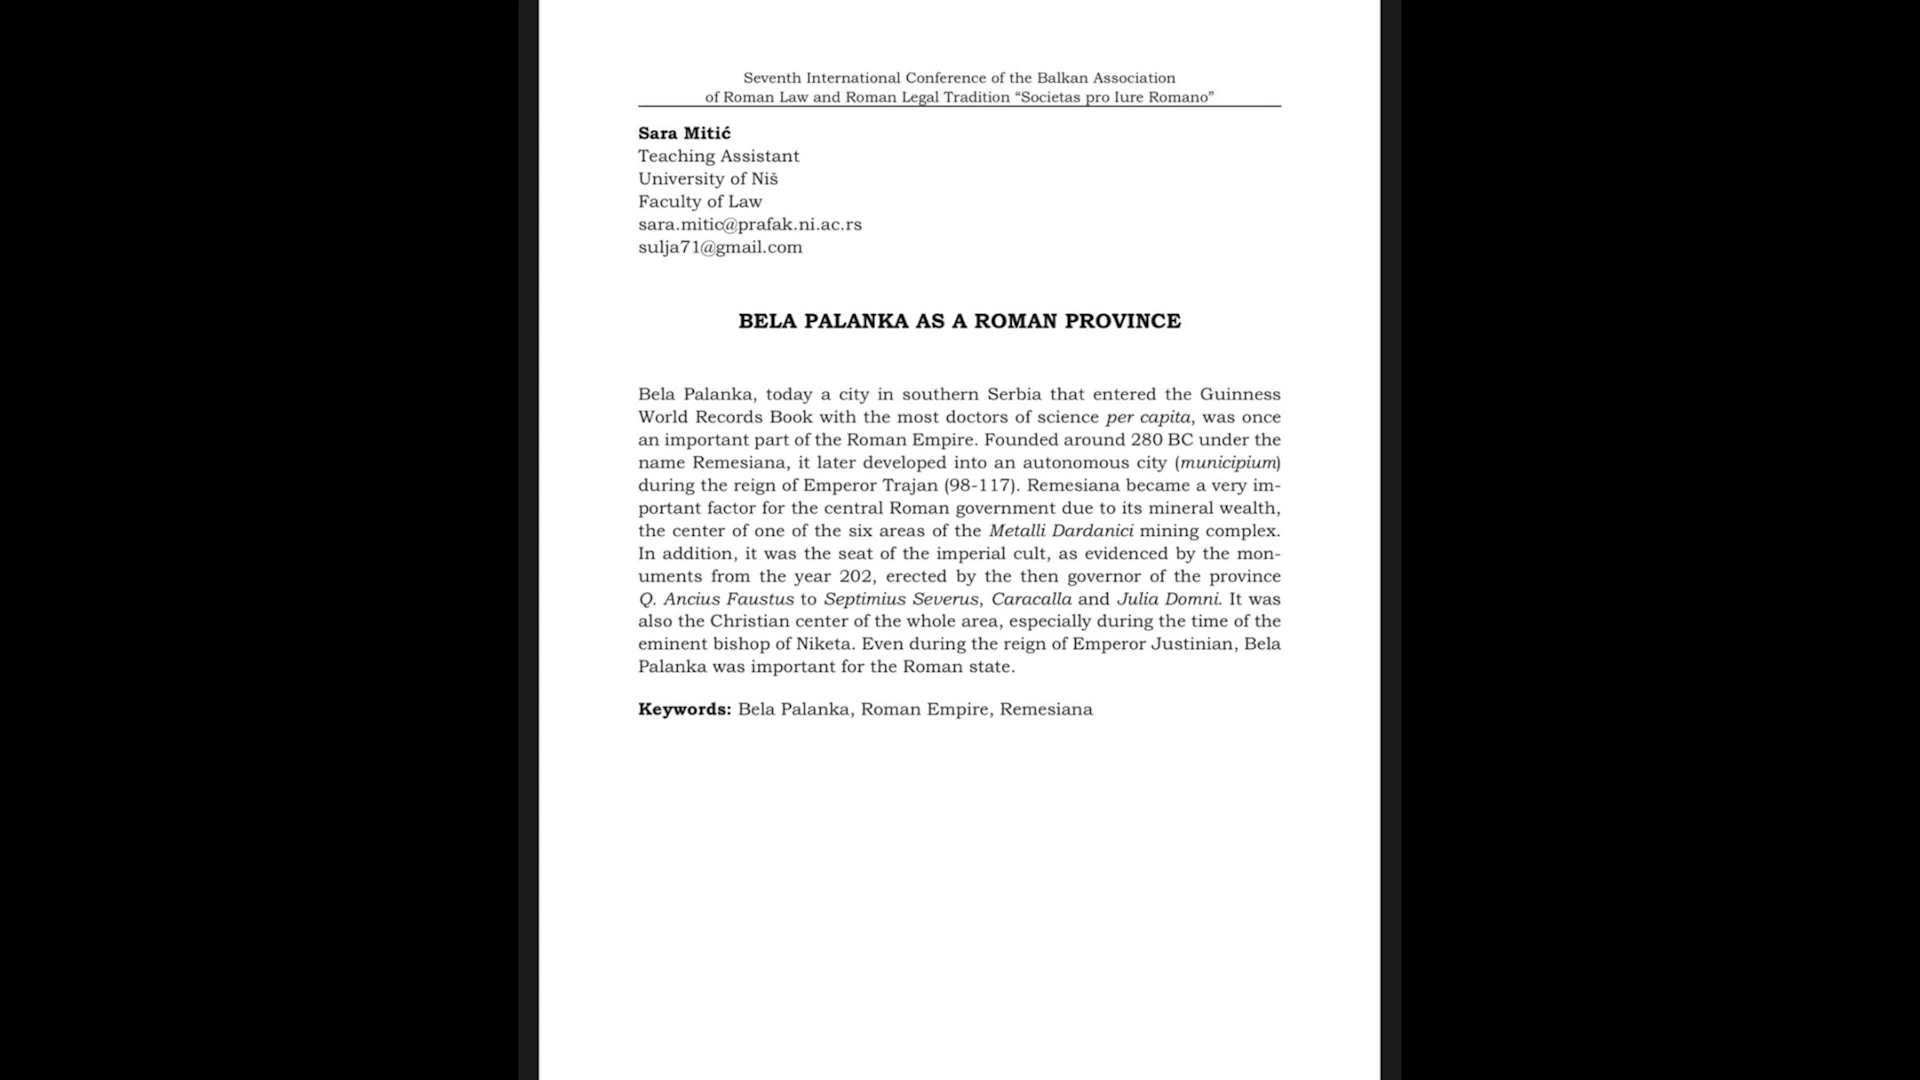 Seventh International Conference of the Balkan Association
of Roman Law and Roman Legal Tradition “Societas pro Iure Romano”
Sara Mitić
Teaching Assistant
University of Niš
Faculty of Law
sara.mitic@prafak.ni.ac.rs
sulja71@gmail.com
BELA PALANKA AS A ROMAN PROVINCE
Bela Palanka, today a city in southern Serbia that entered the Guinness
World Records Book with the most doctors of science per capita, was once
an important part of the Roman Empire. Founded around 280 BC under the
name Remesiana, it later developed into an autonomous city (municipium)
during the reign of Emperor Trajan (98-117). Remesiana became a very im-
portant factor for the central Roman government due to its mineral wealth,
the center of one of the six areas of the Metalli Dardanici mining complex.
In addition, it was the seat of the imperial cult, as evidenced by the mon-
uments from the year 202, erected by the then governor of the province
Q. Ancius Faustus to Septimius Severus, Caracalla and Julia Domni. It was
also the Christian center of the whole area, especially during the time of the
eminent bishop of Niketa. Even during the reign of Emperor Justinian, Bela
Palanka was important for the Roman state.
Keywords: Bela Palanka, Roman Empire, Remesiana